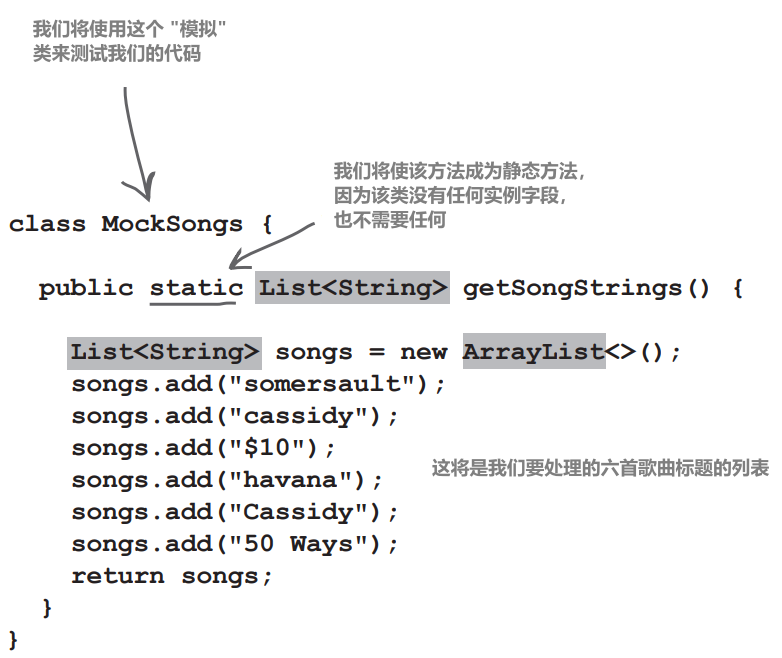 我们将使用这个 "模拟"
类来测试我们的代码
我们将使该方法成为静态方法，
因为该类没有任何实例字段，
也不需要任何
class MockSongs {
public static List<String> getSongStrings() {
List<String> songs = new ArrayList<>();
songs.add("somersault");
songs.add("cassidy");
songs.add("$10");
songs.add("havana");
这将是我们要处理的六首歌曲标题的列表
songs.add("Cassidy");
songs.add("50 Ways");
return songs;
}
}